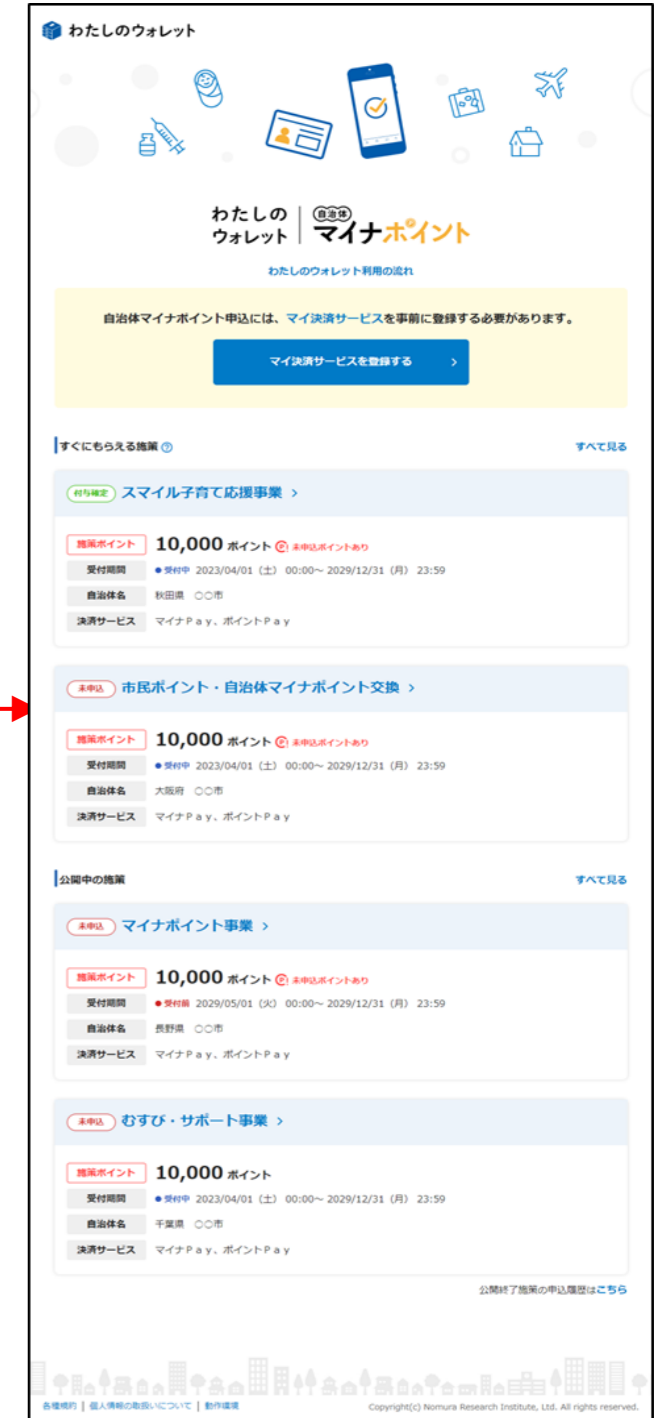 わたしのウォレット
わたしの
ウォレット
自治体
マイナポイント
わたしのウォレット利用の流れ
自治体マイナポイント申込には、マイ決済サービスを事前に登録する必要があります。
マイ決済サービスを登録する
すぐにもらえる施策 ? すべて見る
付与確定 スマイル子育て応援事業 >
施策ポイント 10,000 ポイント 未申込ポイントあり
受付期間 ●受付中 2023/04/01（土） 00:00～ 2029/12/31（月） 23:59
自治体名 秋田県 〇〇市
決済サービス マイナPay、ポイントPay
未申込 市民ポイント・自治体マイナポイント交換 >
施策ポイント 10,000 ポイント 未申込ポイントあり
受付期間 ●受付中 2023/04/01（土） 00:00～ 2029/12/31（月） 23:59
自治体名 大阪府 〇〇市
決済サービス マイナPay、ポイントPay
公開中の施策 すべて見る
未申込 マイナポイント事業 >
施策ポイント 10,000 ポイント 未申込ポイントあり
受付期間 ●受付前 2029/05/01（火） 00:00～ 2029/12/31（月） 23:59
自治体名 長野県 〇〇市
決済サービス マイナPay、ポイントPay
未申込 むすび・サポート事業 >
施策ポイント 10,000 ポイント
受付期間 ●受付中 2023/04/01（土） 00:00～ 2029/12/31（月） 23:59
自治体名 千葉県 〇〇市
決済サービス マイナPay、ポイントPay
公開終了施策の申込履歴はこちら
各種規約 | 個人情報の取扱いについて | 動作環境 Copyright(c) Nomura Research Institute, Ltd. All rights reserved.